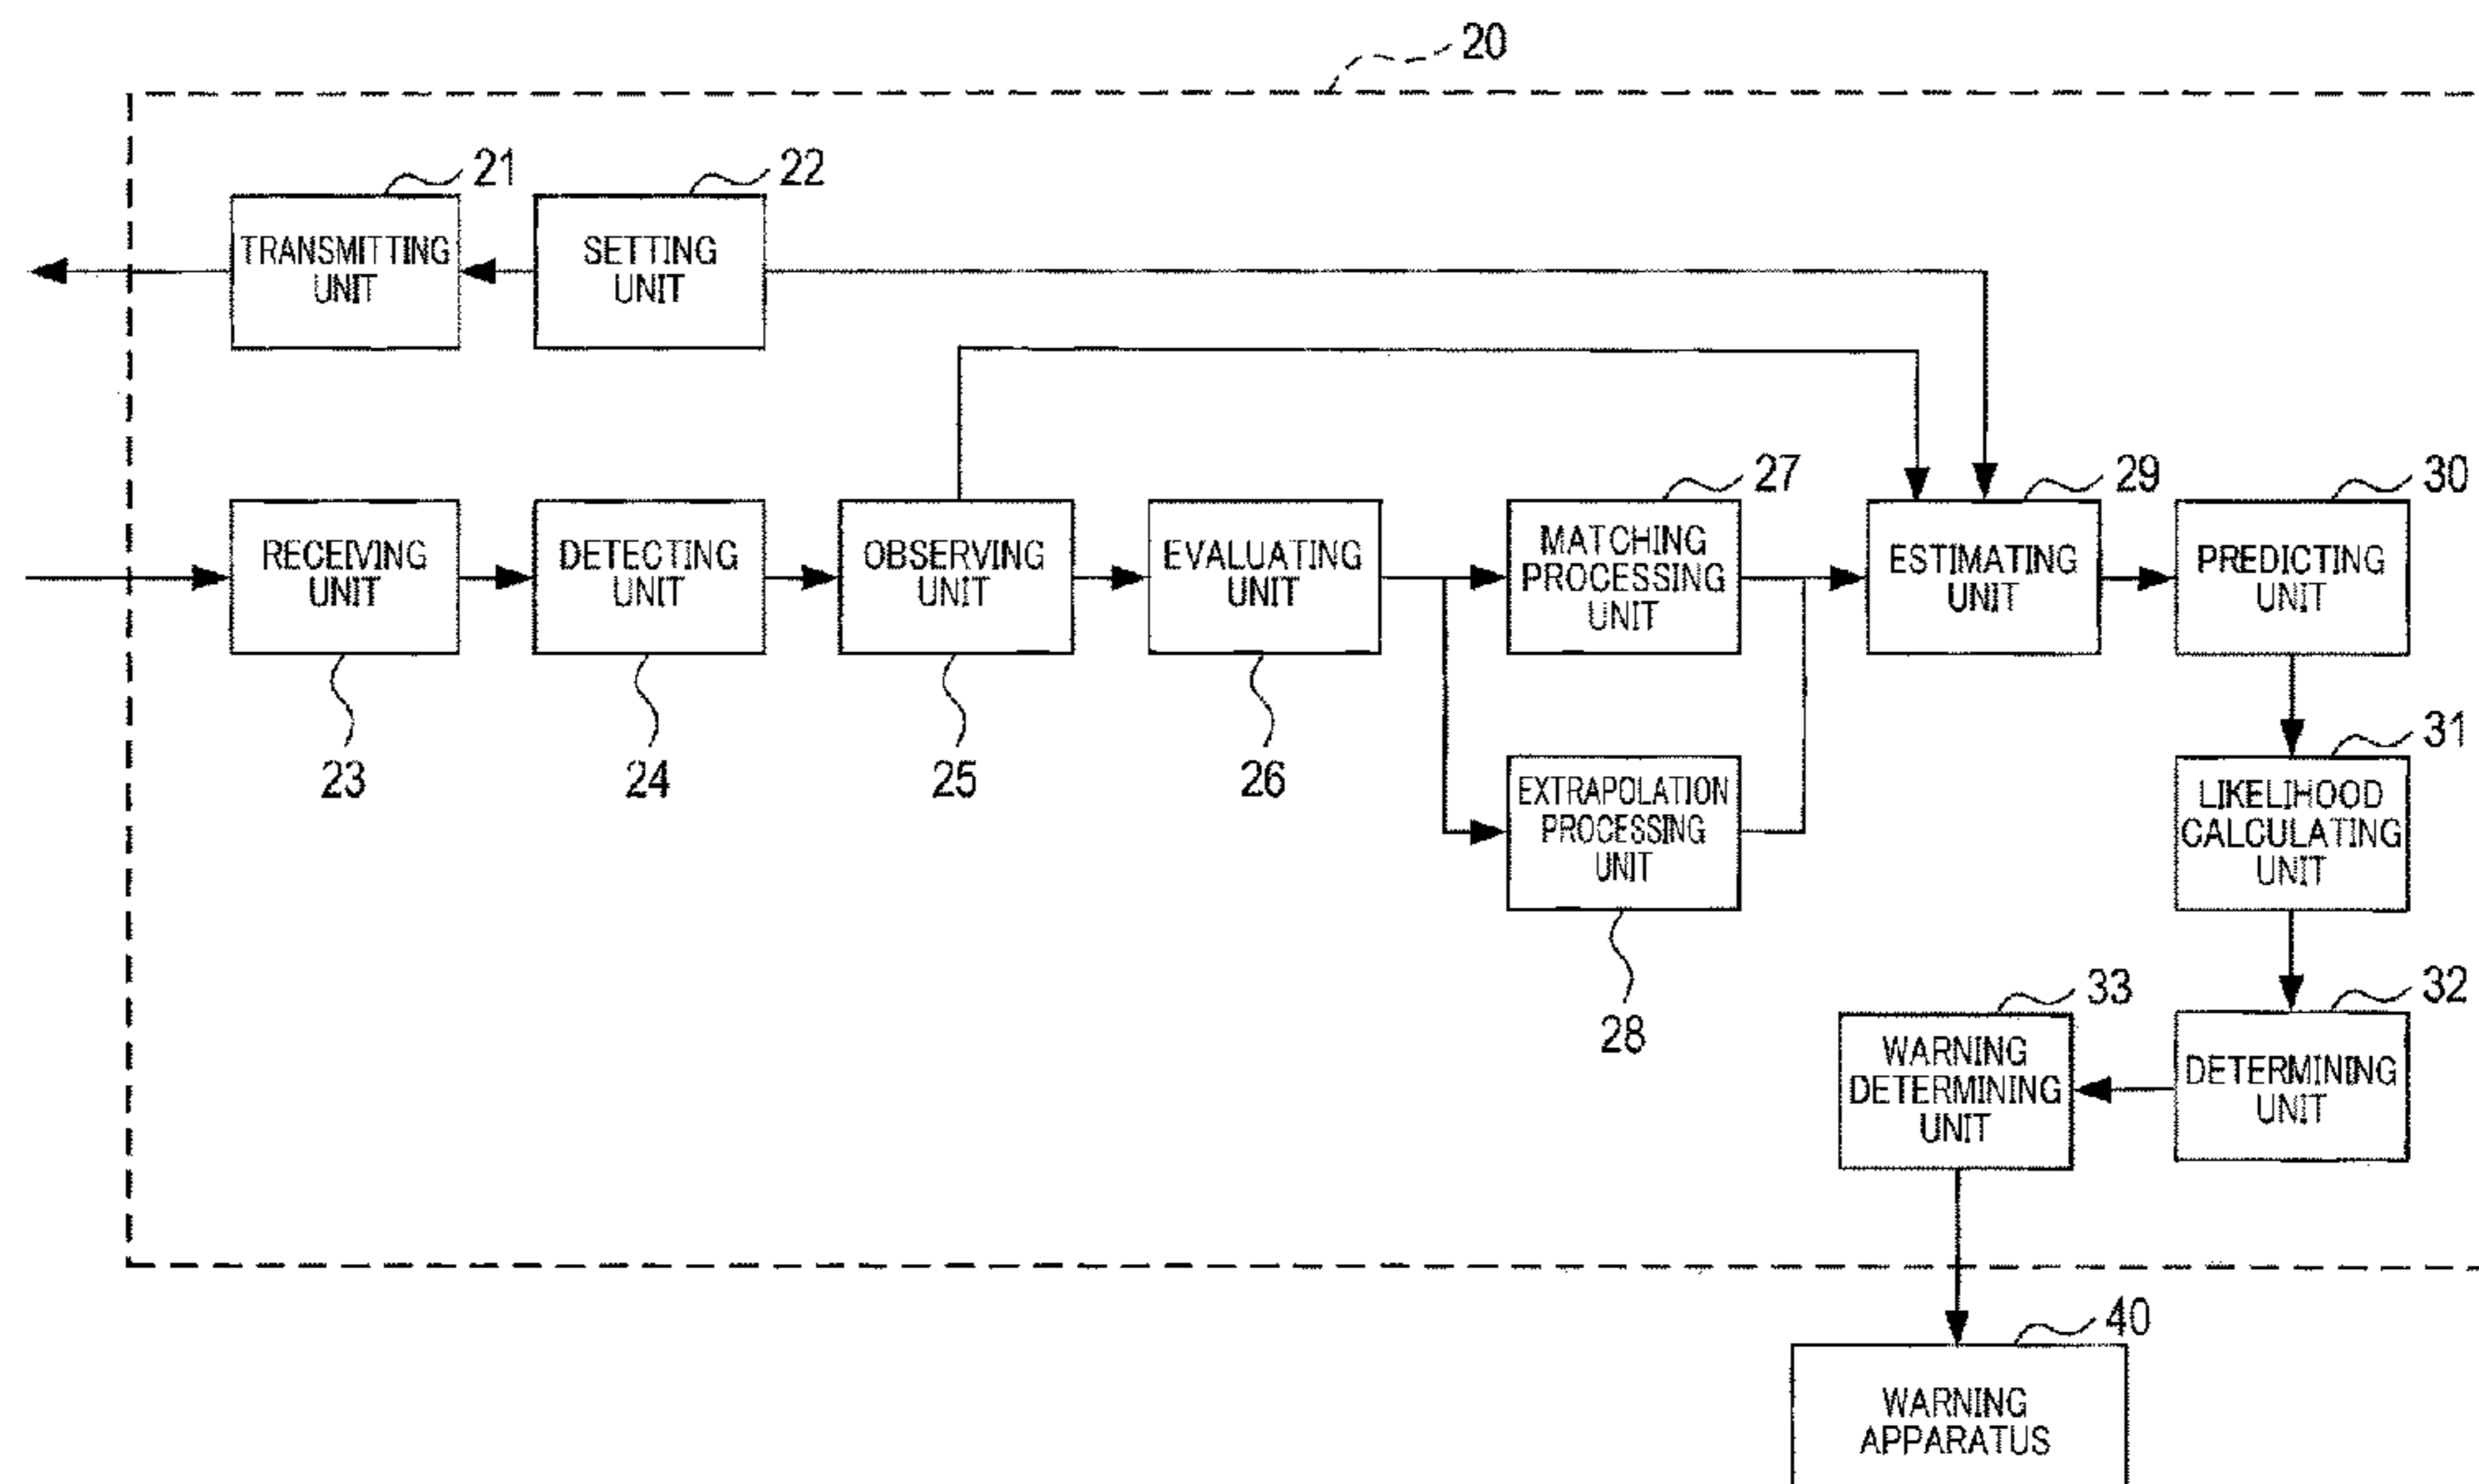 20
21
22
TRANSMITTING
UNIT
SETTING
UNIT
27
29
30
RECEIVING
UNIT
DETECTING
UNIT
OBSERVING
UNIT
EVALUATING
UNIT
MATCHING
PROCESSING
UNIT
ESTIMATING
UNIT
PREDICTING
UNIT
23
24
25
26
31
EXTRAPOLATION
PROCESSING
UNIT
LIKELIHOOD
CALCULATING
UNIT
28
33
32
WARNING
DETERMINING
UNIT
DETERMINING
UNIT
40
WARNING
APPARATUS